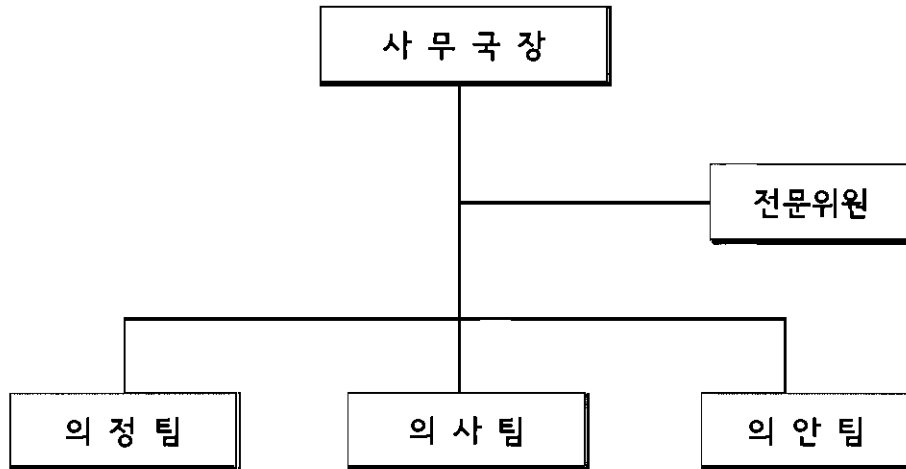 사 무 국 장
전문위원
의 정 팀
의 사 팀
의 안 팀